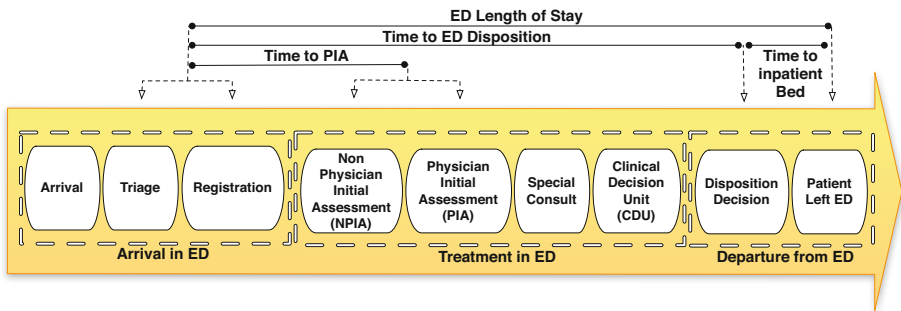 ED Length of Stay
Time to ED Disposition
Time to PIA
Time to
inpatient
Bed
Arrival
Triage
Registration
Non
Physician
Initial
Assessment
(NPIA)
Physician
Initial
Assessment
(PIA)
Special
Consult
Clinical
Decision
Unit
(CDU)
Disposition
Decision
Patient
Left ED
Arrival in ED
Treatment in ED
Departure from ED